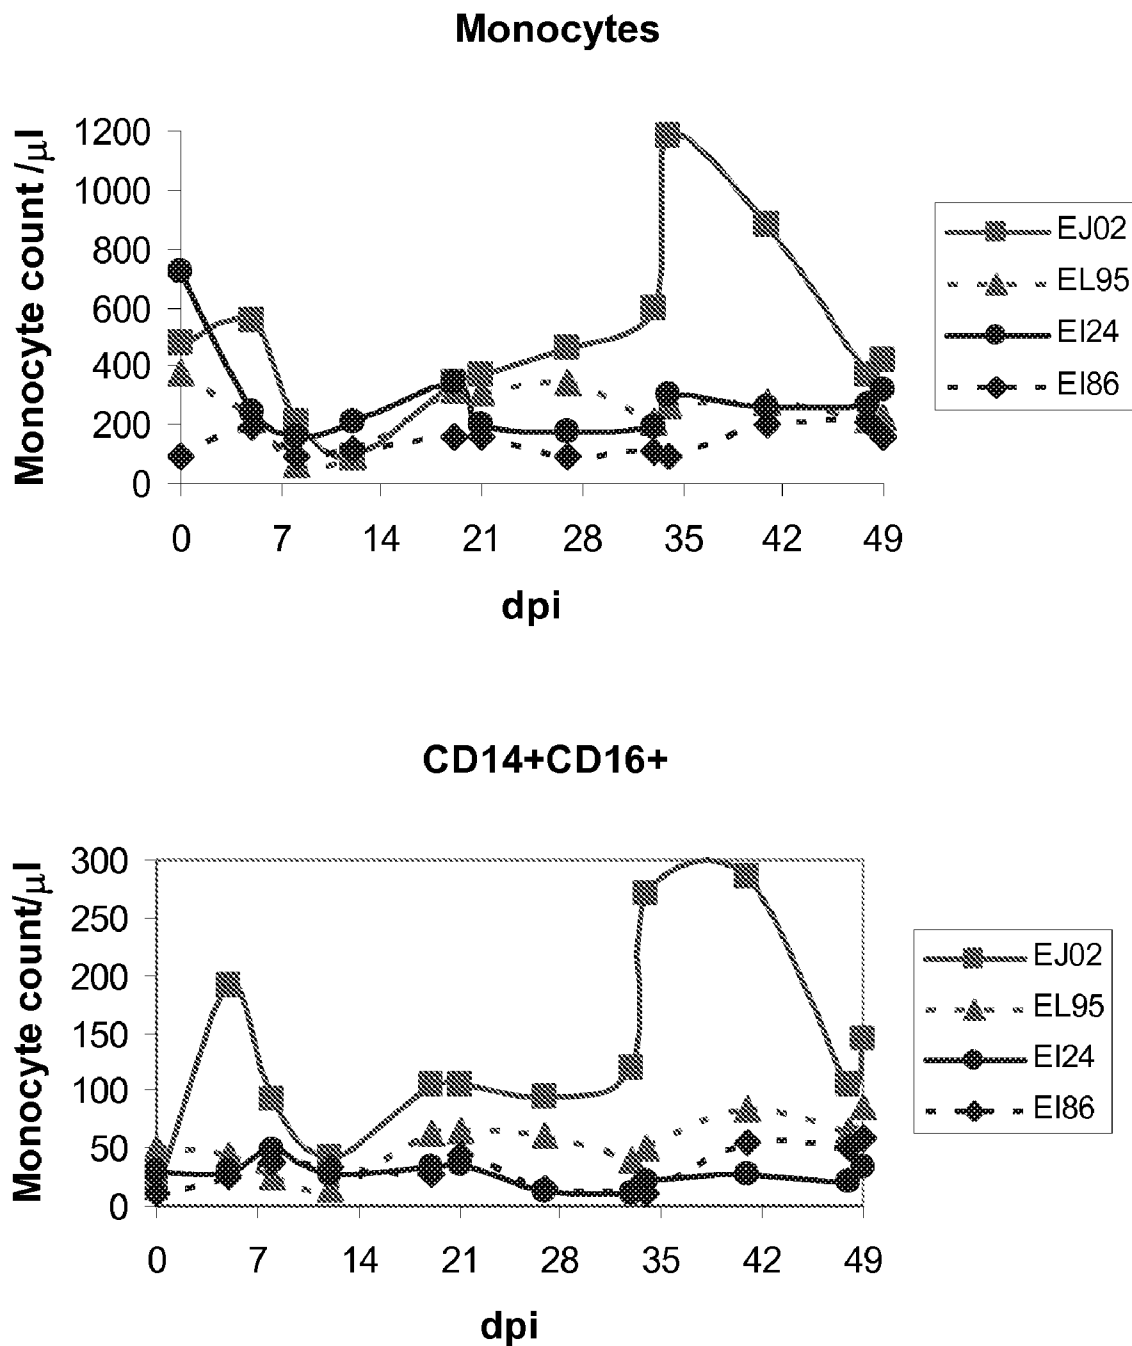 Monocytes
Monocyte count /μl
1200
1000
800
600
400
200
0
0 7 14 21 28 35 42 49
dpi
EJ02
EL95
EI24
EI86
CD14+CD16+
Monocyte count/μl
300
250
200
150
100
50
0
0 7 14 21 28 35 42 49
dpi
EJ02
EL95
EI24
EI86